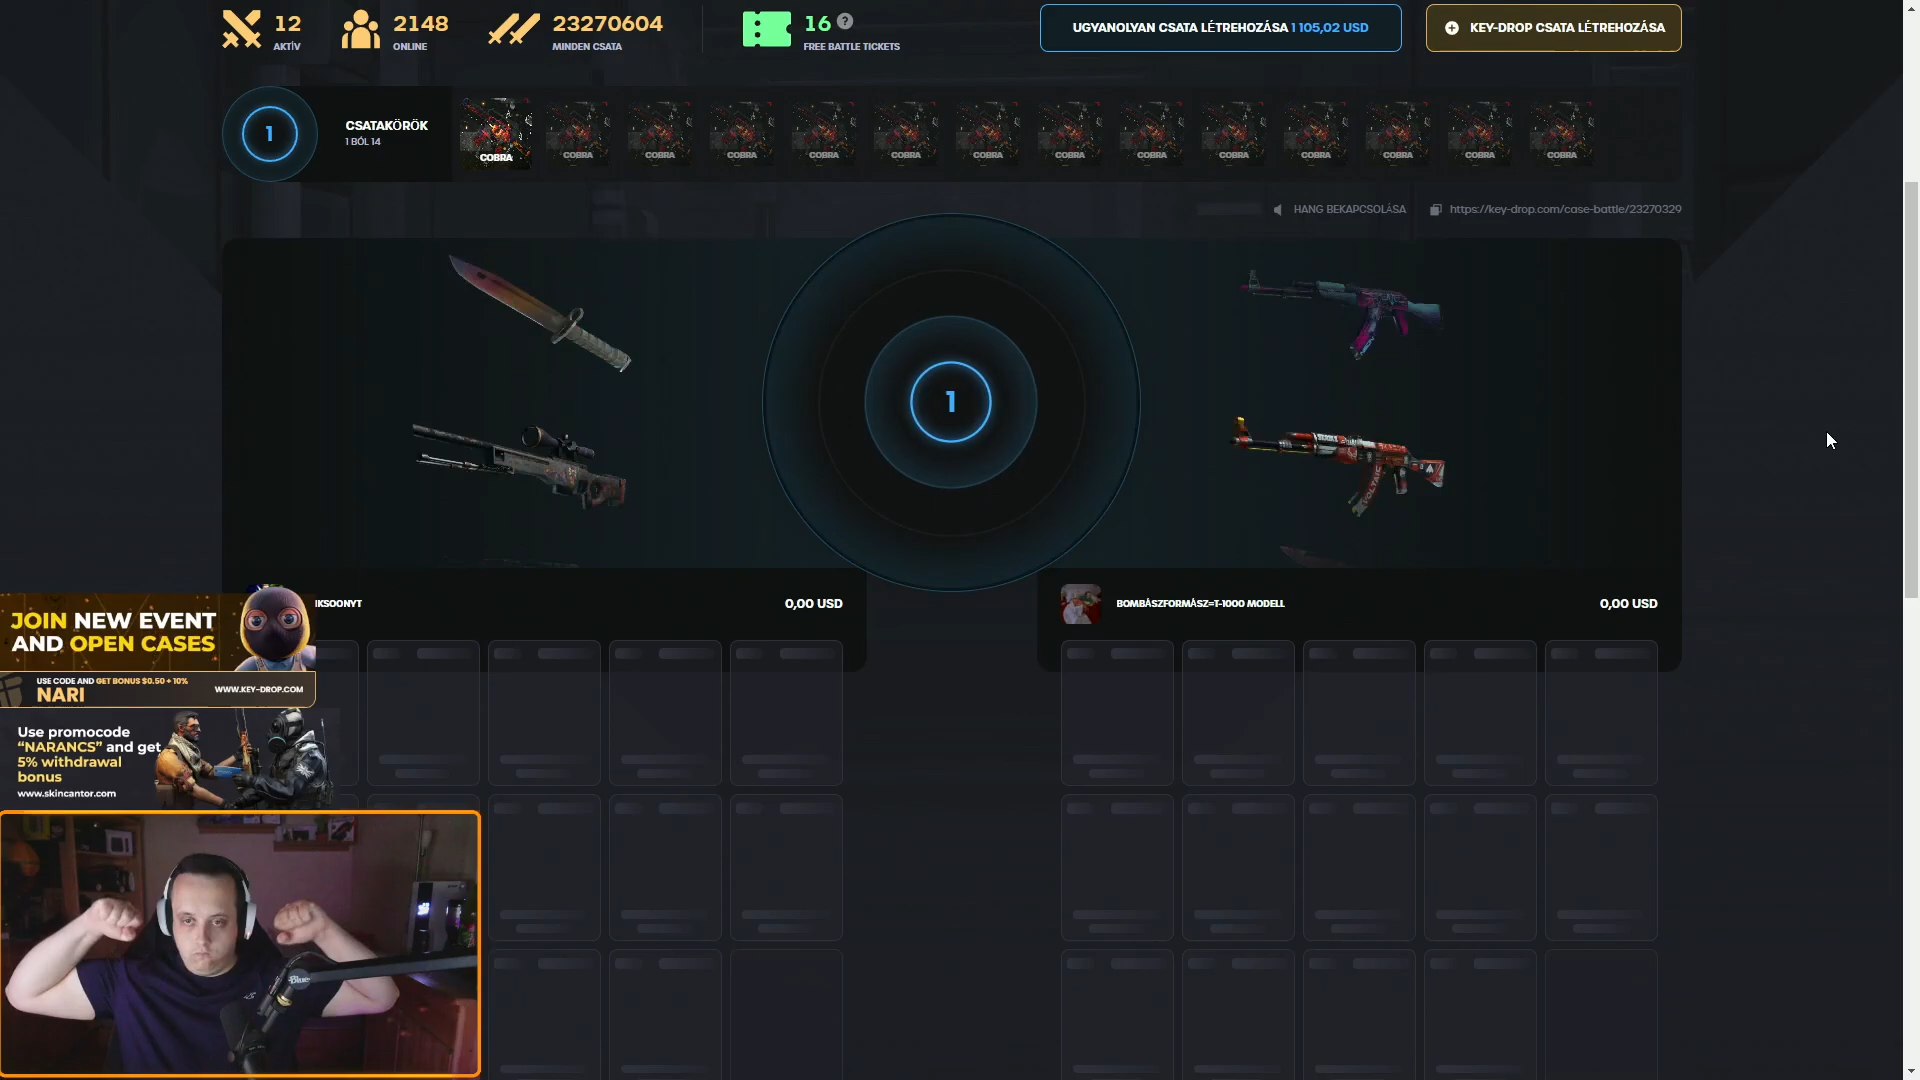 12
AKTÍV
2148
ONLINE
23270604
MINDEN CSATA
16
?
FREE BATTLE TICKETS
UGYANOLYAN CSATA LÉTREHOZÁSA 1 105,02 USD
KEY-DROP CSATA LÉTREHOZÁSA
1
CSATAKÖRÖK
1 BÓL 14
COBRA
COBRA
COBRA
COBRA
COBRA
COBRA
COBRA
COBRA
COBRA
COBRA
COBRA
COBRA
COBRA
COBRA
HANG BEKAPCSOLÁSA
https://key-drop.com/case-battle/23270329
1
IKSOONYT
0,00 USD
BOMBÁSZFORMÁSZ=T-1000 MODELL
0,00 USD
JOIN NEW EVENT
AND OPEN CASES
USE CODE AND GET BONUS $0.50 + 10%
NARI
WWW.KEY-DROP.COM
Use promocode
“NARANCS” and get
5% withdrawal
bonus
www.skincantor.com
Blue
VOLTAIC